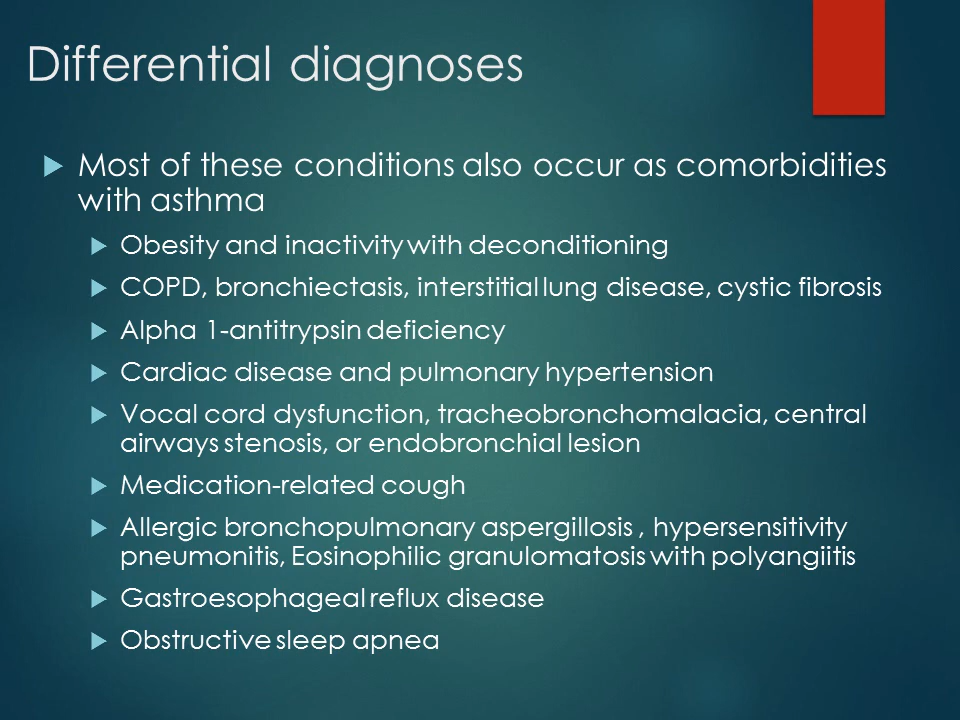 Differential diagnoses
Most of these conditions also occur as comorbidities
with asthma
Obesity and inactivity with deconditioning
COPD, bronchiectasis, interstitial lung disease, cystic fibrosis
Alpha 1-antitrypsin deficiency
Cardiac disease and pulmonary hypertension
Vocal cord dysfunction, tracheobronchomalacia, central
airways stenosis, or endobronchial lesion
Medication-related cough
Allergic bronchopulmonary aspergillosis , hypersensitivity
pneumonitis, Eosinophilic granulomatosis with polyangiitis
Gastroesophageal reflux disease
Obstructive sleep apnea